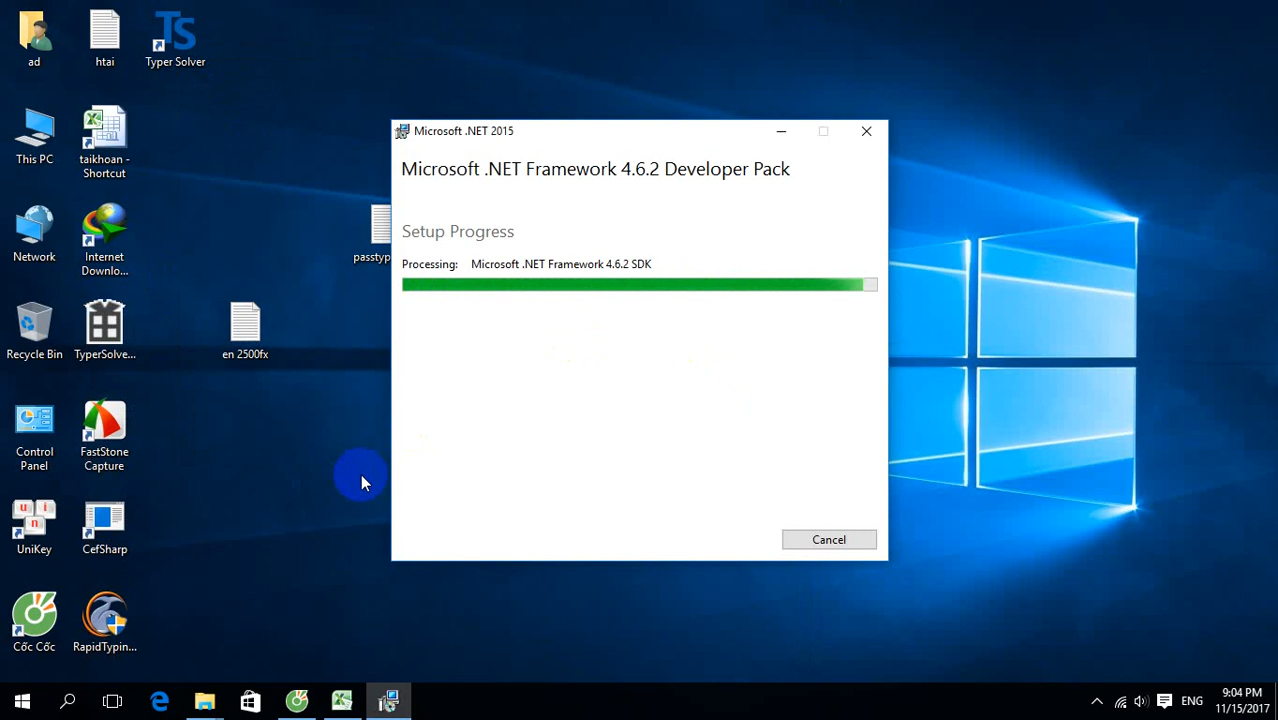 ad
htai
TS
Typer Solver
This PC
taikhoan -
Shortcut
Network
Internet
Downlo...
Recycle Bin
TyperSolve...
en 2500fx
Control
Panel
FastStone
Capture
u i
n
UniKey
CefSharp
Cốc Cốc
RapidTypin...
passtyp
Microsoft .NET 2015
Microsoft .NET Framework 4.6.2 Developer Pack
Setup Progress
Processing: Microsoft .NET Framework 4.6.2 SDK
Cancel
ENG
9:04 PM
11/15/2017